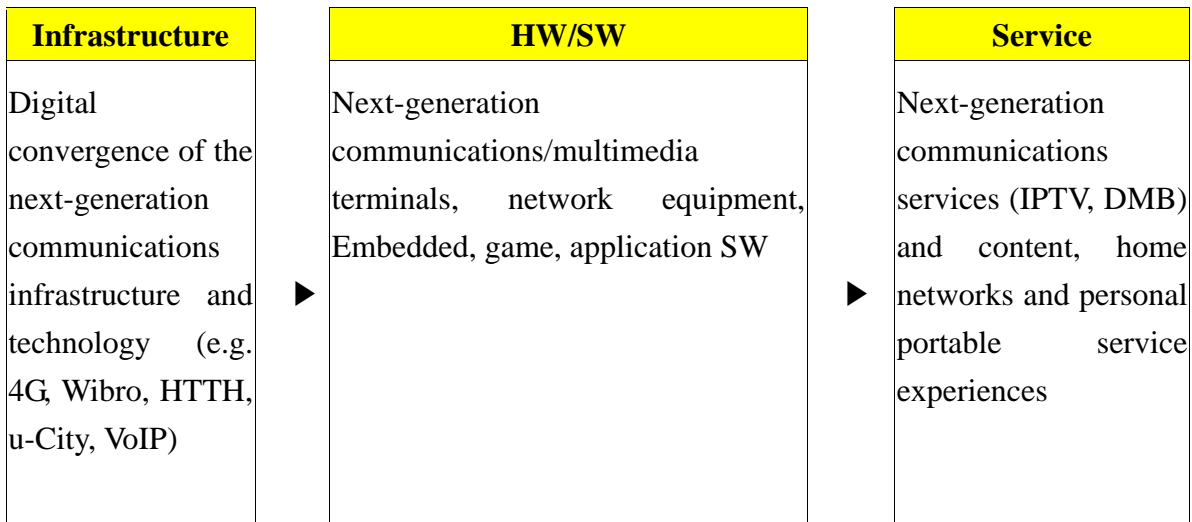 Infrastructure
Digital
convergence of the
next-generation
communications
infrastructure and
technology (e.g.
4G, Wibro, HTTH,
u-City, VoIP)
▶
HW/SW
Next-generation
communications/multimedia
terminals, network equipment,
Embedded, game, application SW
▶
Service
Next-generation
communications
services (IPTV, DMB)
and content, home
networks and personal
portable service
experiences